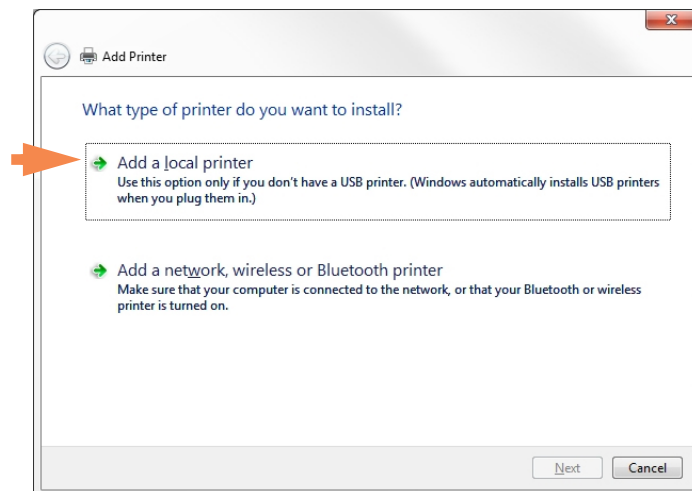 Add Printer
What type of printer do you want to install?
Add a local printer
Use this option only if you don't have a USB printer. (Windows automatically installs USB printers
when you plug them in.)
Add a network, wireless or Bluetooth printer
Make sure that your computer is connected to the network, or that your Bluetooth or wireless
printer is turned on.
Next Cancel